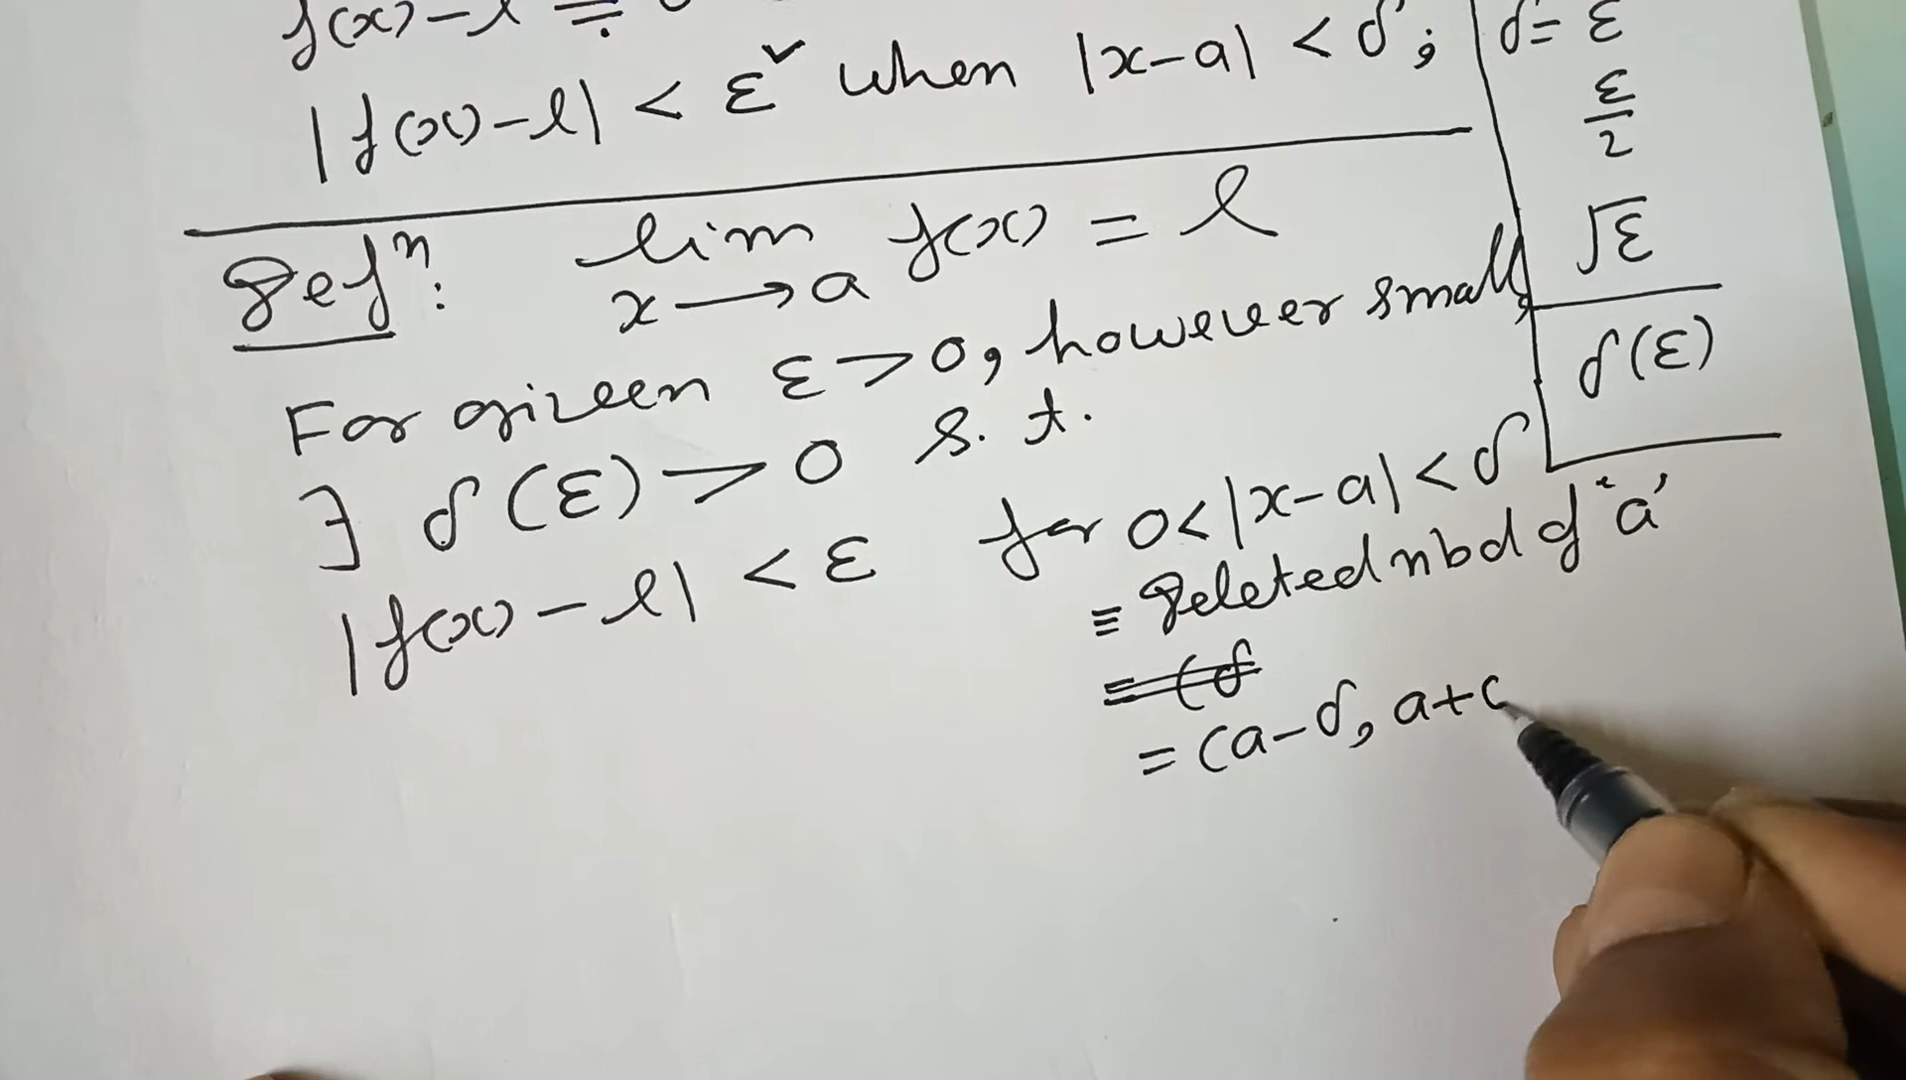 f(x) - l ≑
|f(x) - l| < ε when |x-a| < δ;
δ = ε
ε/2
√ε
δ(ε)
Defⁿ: lim x→a f(x) = l
For given ε > 0, however small,
∃ δ(ε) > 0 s.t.
|f(x) - l| < ε for 0 < |x-a| < δ
≡ Deleted nbd of 'a'
= (δ
= (a-δ, a+